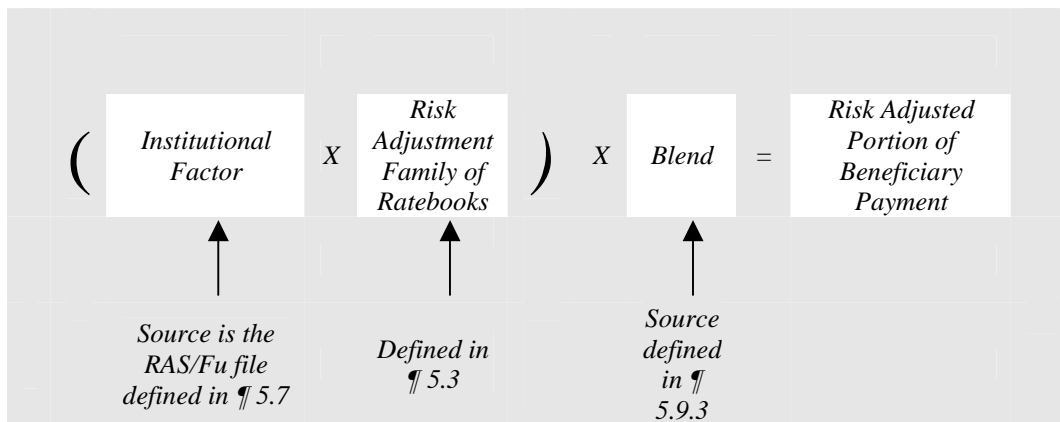 ( Institutional Factor X Risk Adjustment Family of Ratebooks ) X Blend = Risk Adjusted Portion of Beneficiary Payment
Source is the
RAS/Fu file
defined in ¶ 5.7
Defined in
¶ 5.3
Source
defined
in ¶
5.9.3